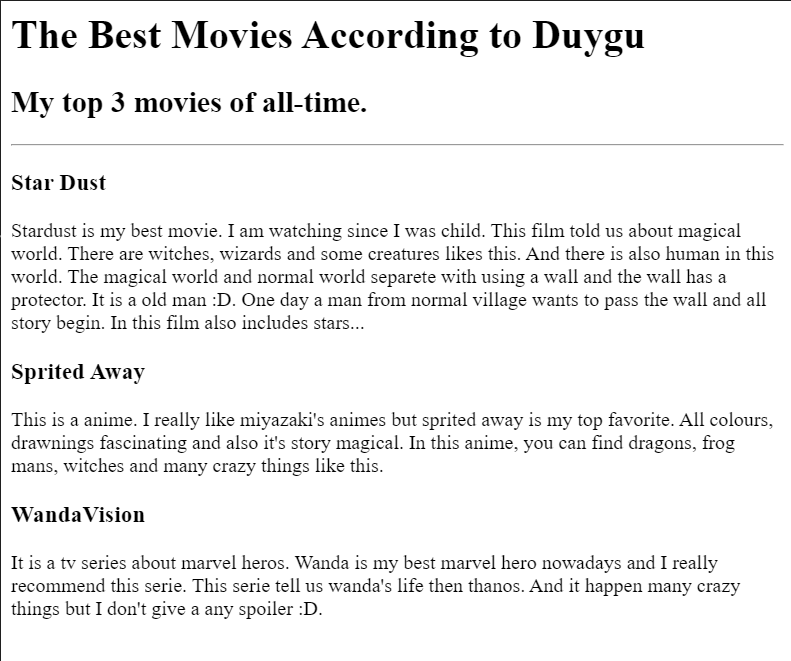 The Best Movies According to Duygu
My top 3 movies of all-time.
Star Dust
Stardust is my best movie. I am watching since I was child. This film told us about magical
world. There are witches, wizards and some creatures likes this. And there is also human in this
world. The magical world and normal world separete with using a wall and the wall has a
protector. It is a old man :D. One day a man from normal village wants to pass the wall and all
story begin. In this film also includes stars...
Sprited Away
This is a anime. I really like miyazaki's animes but sprited away is my top favorite. All colours,
drawnings fascinating and also it's story magical. In this anime, you can find dragons, frog
mans, witches and many crazy things like this.
WandaVision
It is a tv series about marvel heros. Wanda is my best marvel hero nowadays and I really
recommend this serie. This serie tell us wanda's life then thanos. And it happen many crazy
things but I don't give a any spoiler :D.